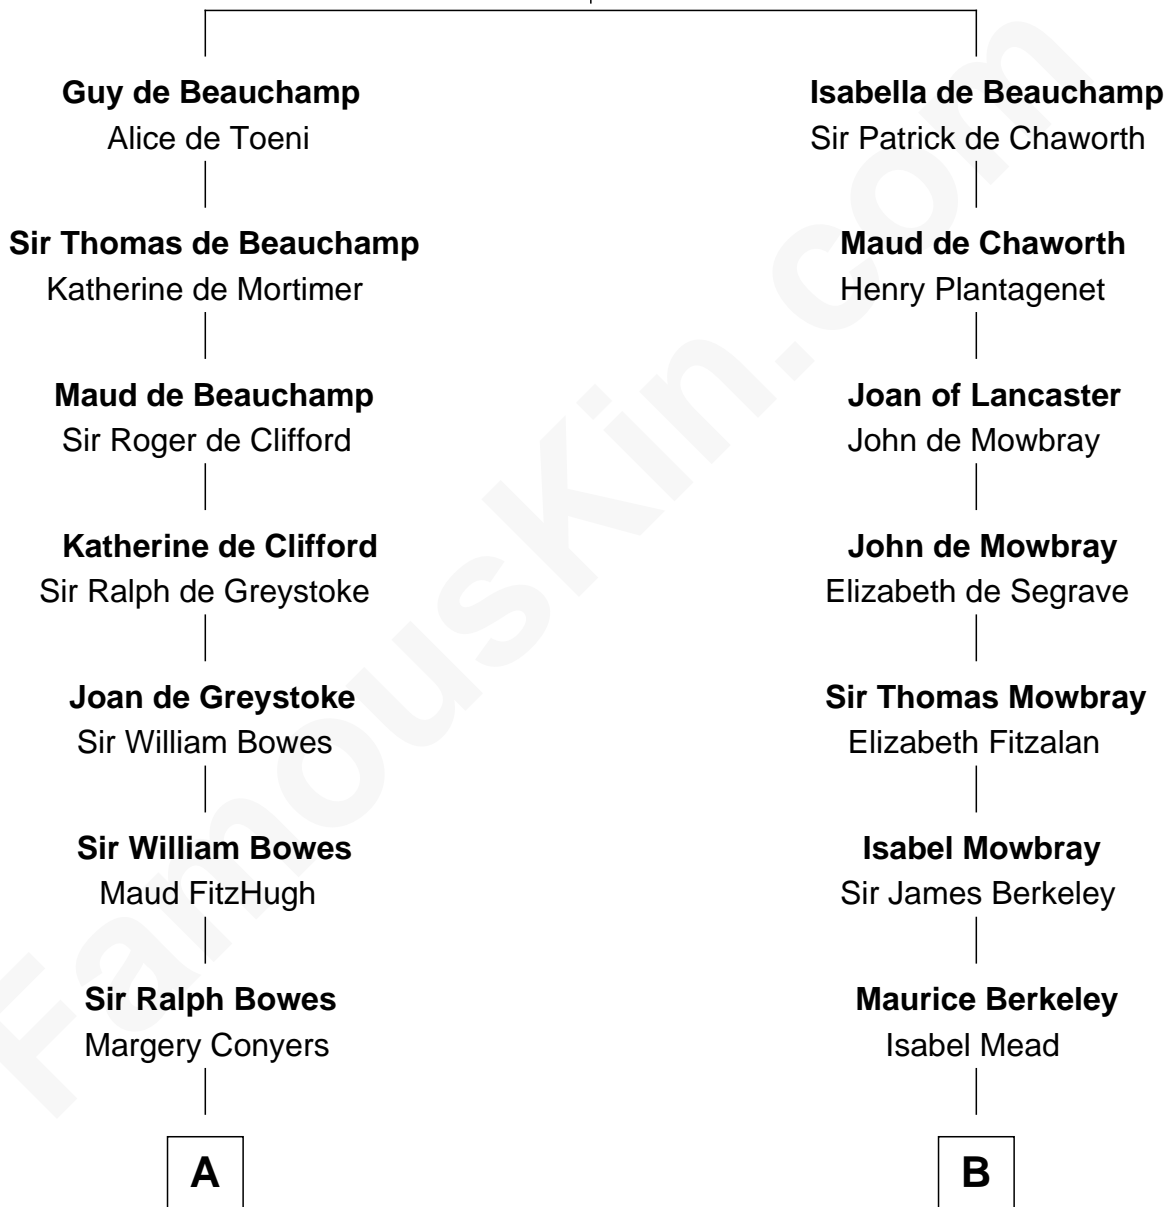 Guy de Beauchamp
Alice de Toeni
Sir Thomas de Beauchamp
Katherine de Mortimer
Maud de Beauchamp
Sir Roger de Clifford
Katherine de Clifford
Sir Ralph de Greystoke
Joan de Greystoke
Sir William Bowes
Sir William Bowes
Maud FitzHugh
Sir Ralph Bowes
Margery Conyers
A
Isabella de Beauchamp
Sir Patrick de Chaworth
Maud de Chaworth
Henry Plantagenet
Joan of Lancaster
John de Mowbray
John de Mowbray
Elizabeth de Segrave
Sir Thomas Mowbray
Elizabeth Fitzalan
Isabel Mowbray
Sir James Berkeley
Maurice Berkeley
Isabel Mead
B
FamousKin.com